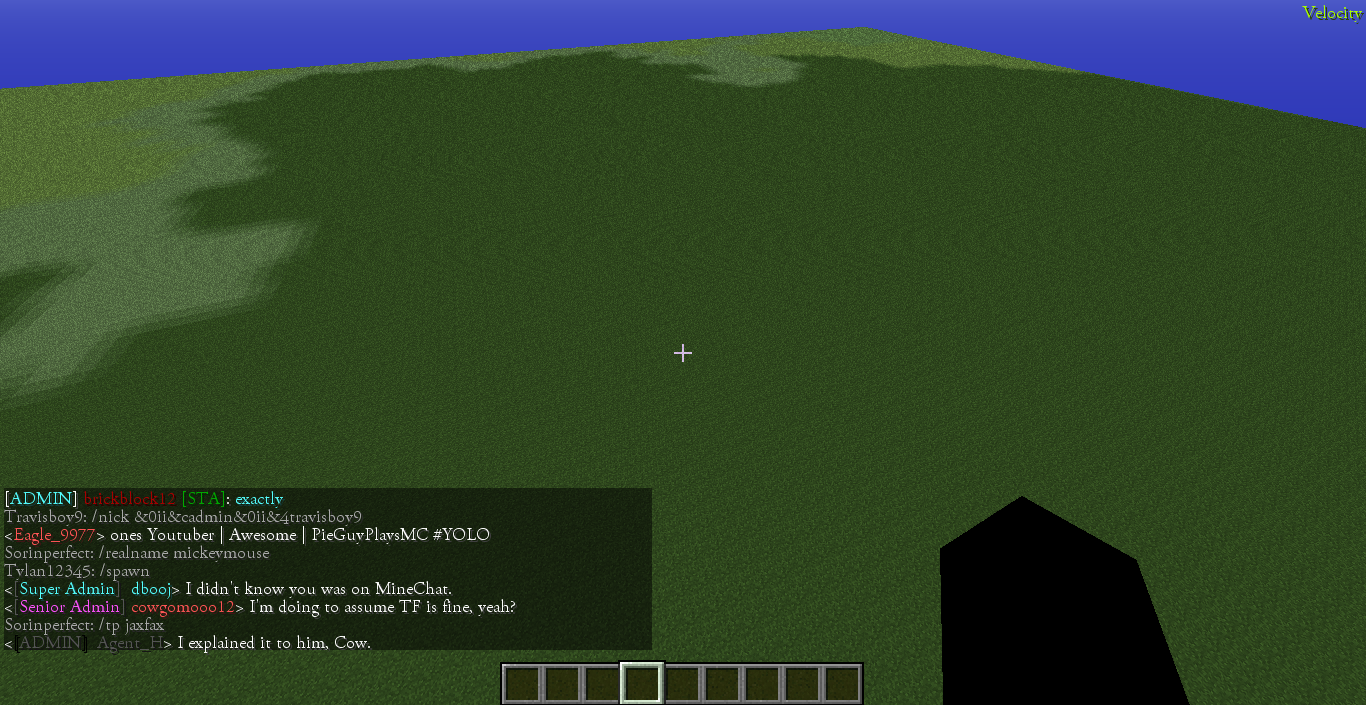 Velocity
[ADMIN] brickblock12 [STA]: exactly
Travisboy9: /nick &0ii&cadmin&0ii&4travisboy9
<Eagle_9977> ones Youtuber | Awesome | PieGuyPlaysMC #YOLO
Sorinperfect: /realname mickeymouse
Tylan12345: /spawn
<[Super Admin] dbooj> I didn't know you was on MineChat.
<[Senior Admin] cowgomooo12> I'm doing to assume TF is fine, yeah?
Sorinperfect: /tp jaxfax
<[ADMIN] Agent_H> I explained it to him, Cow.